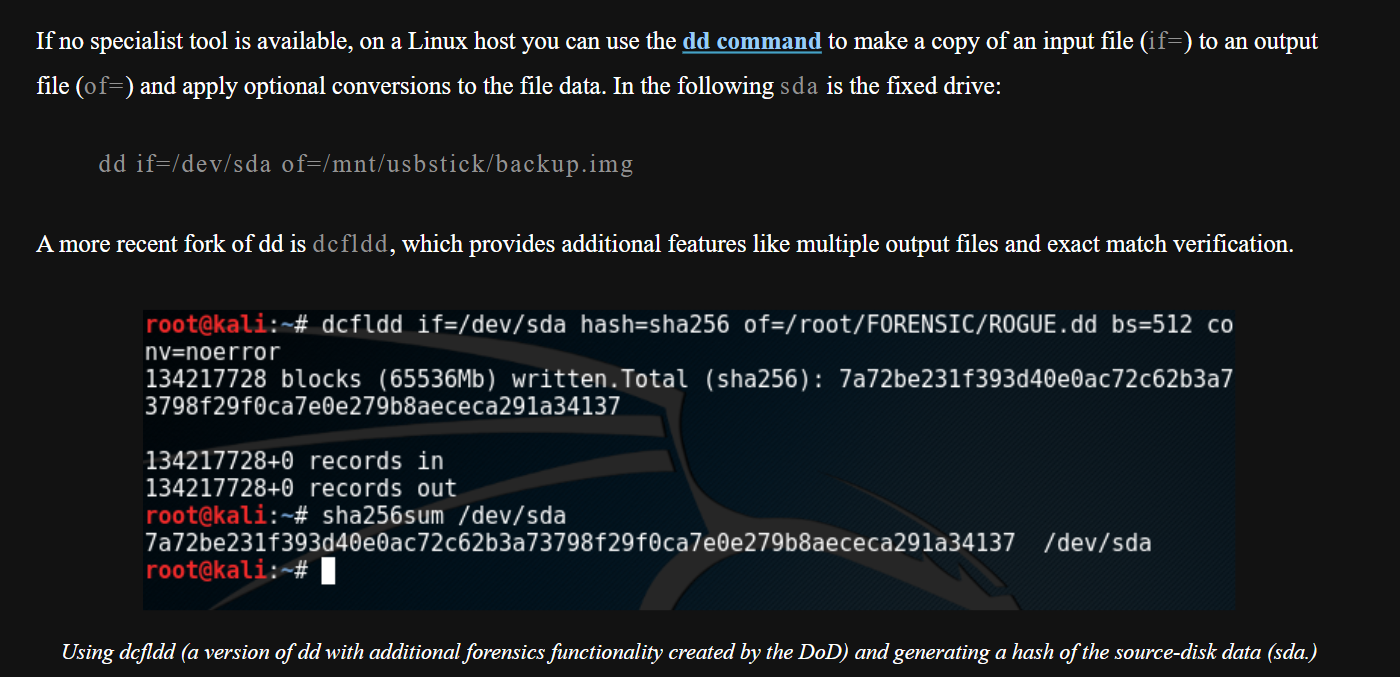 If no specialist tool is available, on a Linux host you can use the dd command to make a copy of an input file (if=) to an output
file (of=) and apply optional conversions to the file data. In the following sda is the fixed drive:
dd if=/dev/sda of=/mnt/usbstick/backup.img
A more recent fork of dd is dcfldd, which provides additional features like multiple output files and exact match verification.
root@kali:~# dcfldd if=/dev/sda hash=sha256 of=/root/FORENSIC/ROGUE.dd bs=512 co
nv=noerror
134217728 blocks (65536Mb) written.Total (sha256): 7a72be231f393d40e0ac72c62b3a7
3798f29f0ca7e0e279b8aececa291a34137
134217728+0 records in
134217728+0 records out
root@kali:~# sha256sum /dev/sda
7a72be231f393d40e0ac72c62b3a73798f29f0ca7e0e279b8aececa291a34137  /dev/sda
root@kali:~#
Using dcfldd (a version of dd with additional forensics functionality created by the DoD) and generating a hash of the source-disk data (sda.)